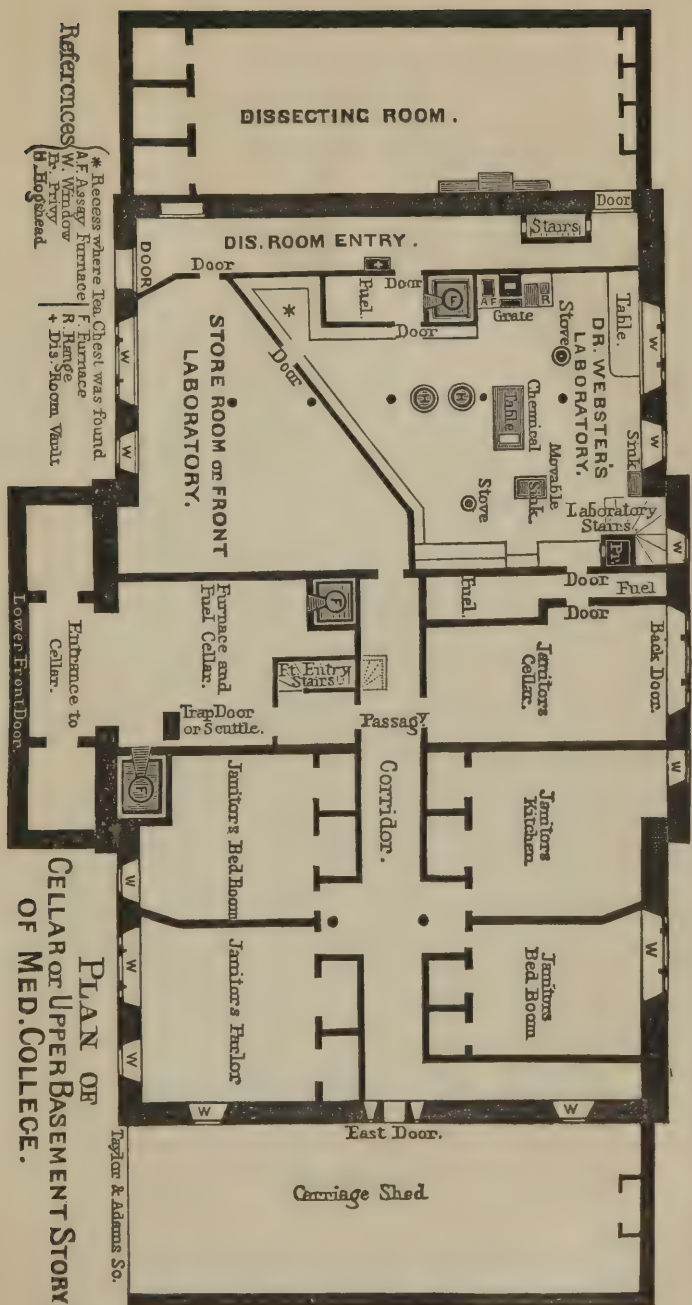 DISSECTING ROOM.
Door
Stairs
DIS. ROOM ENTRY.
DOOR
Door
Fuel.
Door
Door
F
A F
R
Grate
Stove
Table.
DR. WEBSTER'S
LABORATORY.
*
Door
STORE ROOM or FRONT
LABORATORY.
H
H
Chemical
Table
Movable
Sink.
Stove
Sink
Laboratory
Stairs.
Pr.
W
W
W
W
W
Door
Fuel
Fuel.
Door
Back Door.
Janitors
Cellar.
Furnace and
Fuel Cellar.
F
Ft. Entry
Stairs
Trap Door
or Scuttle.
Passag'
Entrance to
Cellar.
Lower Front Door.
F
Janitors Bed Room
Corridor.
Janitors
Kitchen
W
W
Janitors Parlor
Janitors
Bed Room
W
W
W
W
W
East Door.
Carriage Shed
References
* Recess where Tea Chest was found
A.F. Assay Furnace
W. Window
Pr. Privy
H. Hogshead
F. Furnace
R. Range
+ Dis. Room Vault
PLAN OF
CELLAR or UPPER BASEMENT STORY
OF MED. COLLEGE.
Taylor & Adams Sc.